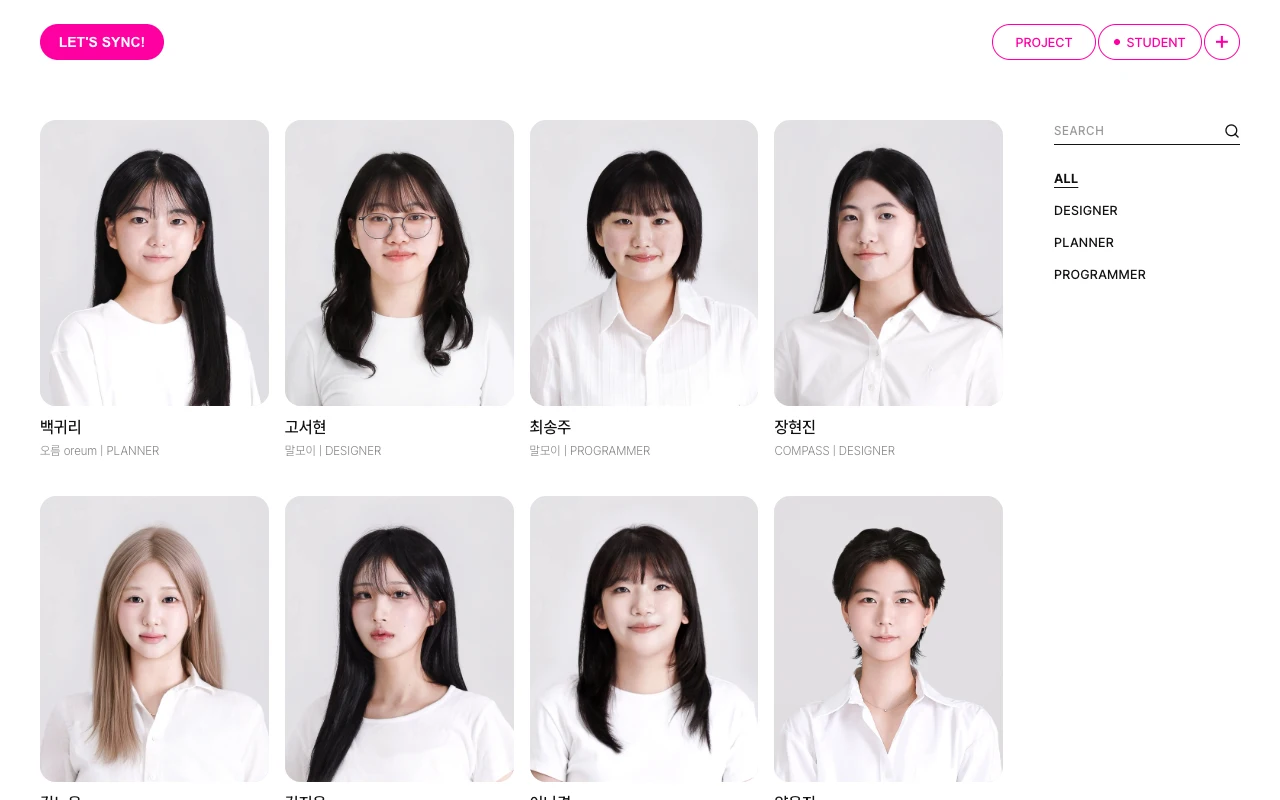 LET'S SYNC!
PROJECT
STUDENT
SEARCH
ALL
DESIGNER
PLANNER
PROGRAMMER
백귀리
오름 oreum | PLANNER
고서현
말모이 | DESIGNER
최송주
말모이 | PROGRAMMER
장현진
COMPASS | DESIGNER